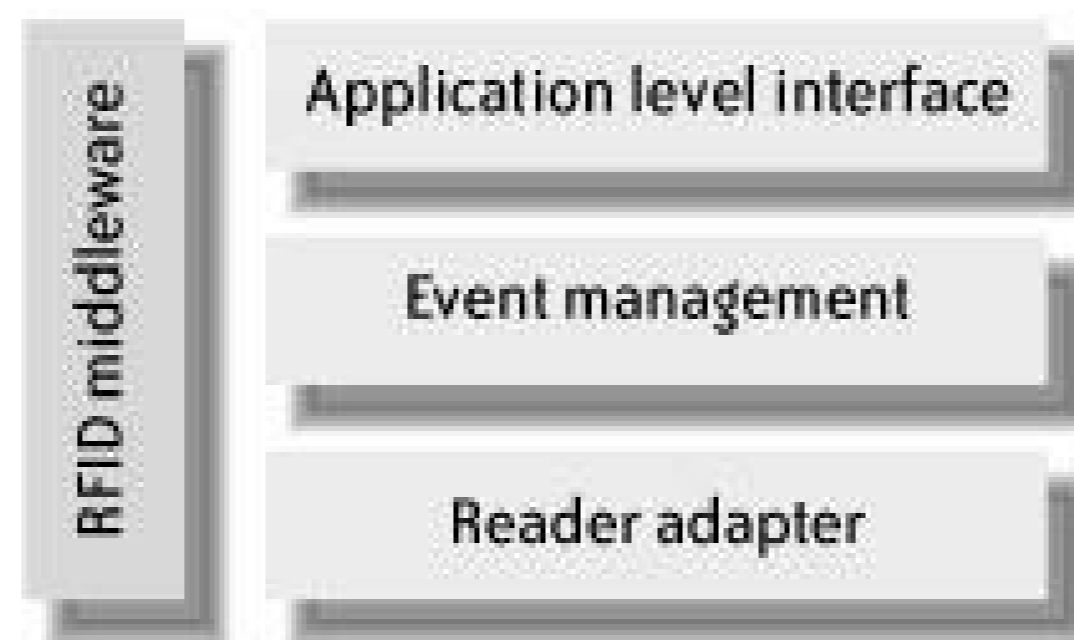 RFID middleware
Application level interface
Event management
Reader adapter